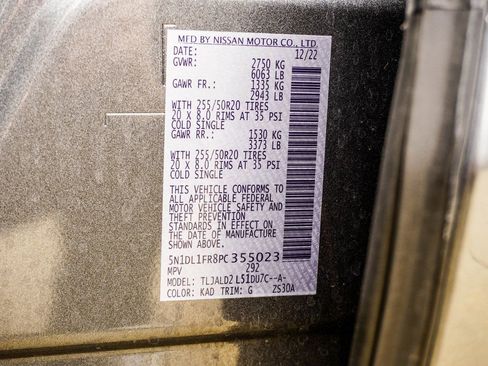 MFD BY NISSAN MOTOR CO., LTD.
DATE: 12/22
GVWR: 2750 KG
6063 LB
GAWR FR.: 1335 KG
2943 LB
WITH 255/50R20 TIRES
20 X 8.0 RIMS AT 35 PSI
COLD SINGLE
GAWR RR.: 1530 KG
3373 LB
WITH 255/50R20 TIRES
20 X 8.0 RIMS AT 35 PSI
COLD SINGLE
THIS VEHICLE CONFORMS TO
ALL APPLICABLE FEDERAL
MOTOR VEHICLE SAFETY AND
THEFT PREVENTION
STANDARDS IN EFFECT ON
THE DATE OF MANUFACTURE
SHOWN ABOVE.
5N1DL1FR8PC355023
MPV 292
MODEL: TLJALD2 L51DU7C--A-
COLOR: KAD TRIM: G ZS30A